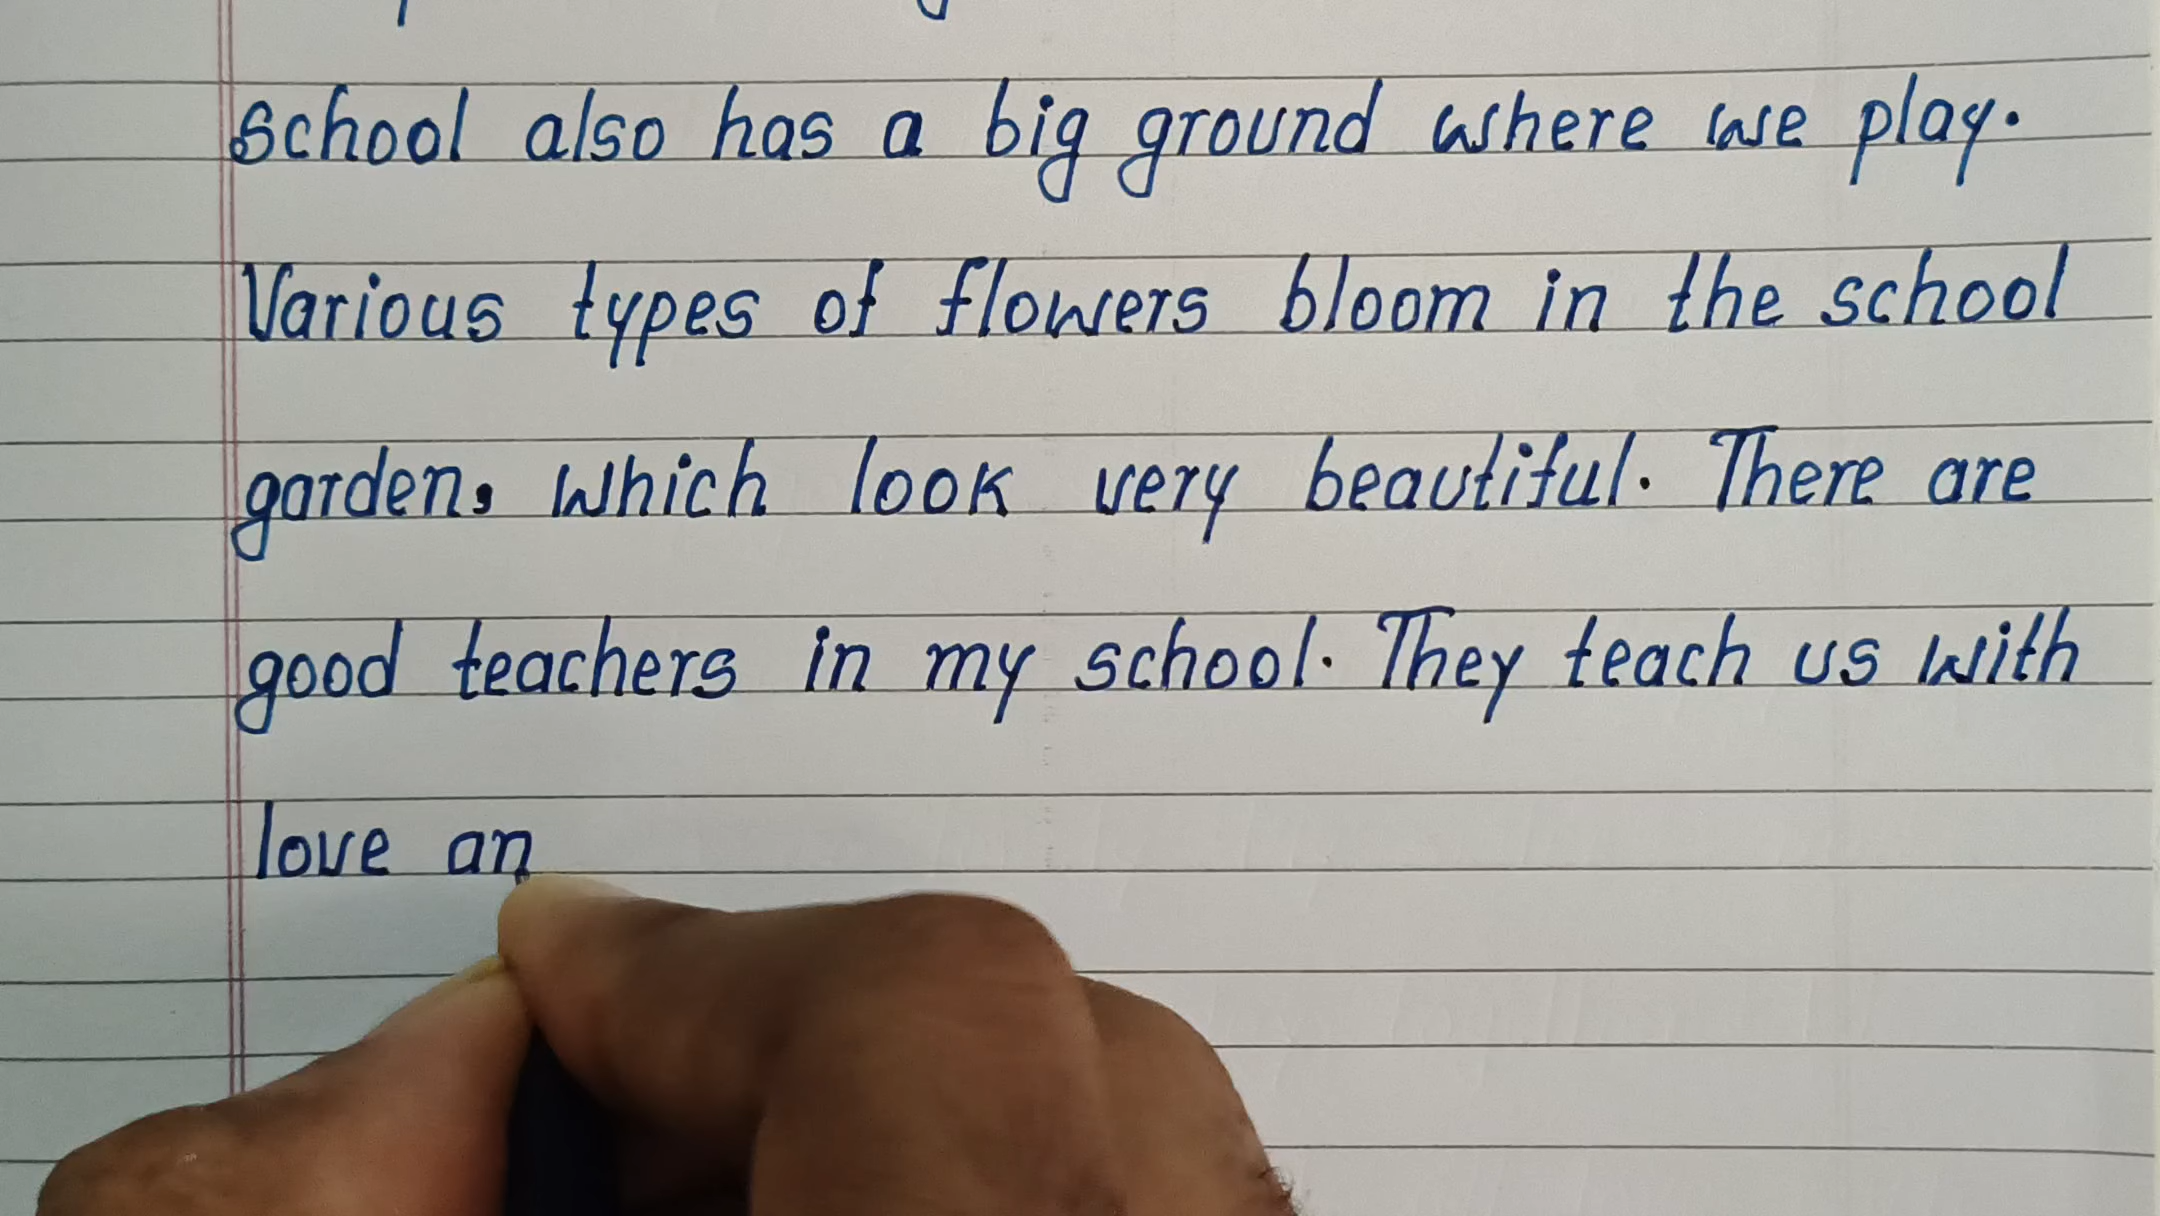 school also has a big ground where we play.
Various types of flowers bloom in the school
garden, which look very beautiful. There are
good teachers in my school. They teach us with
love an